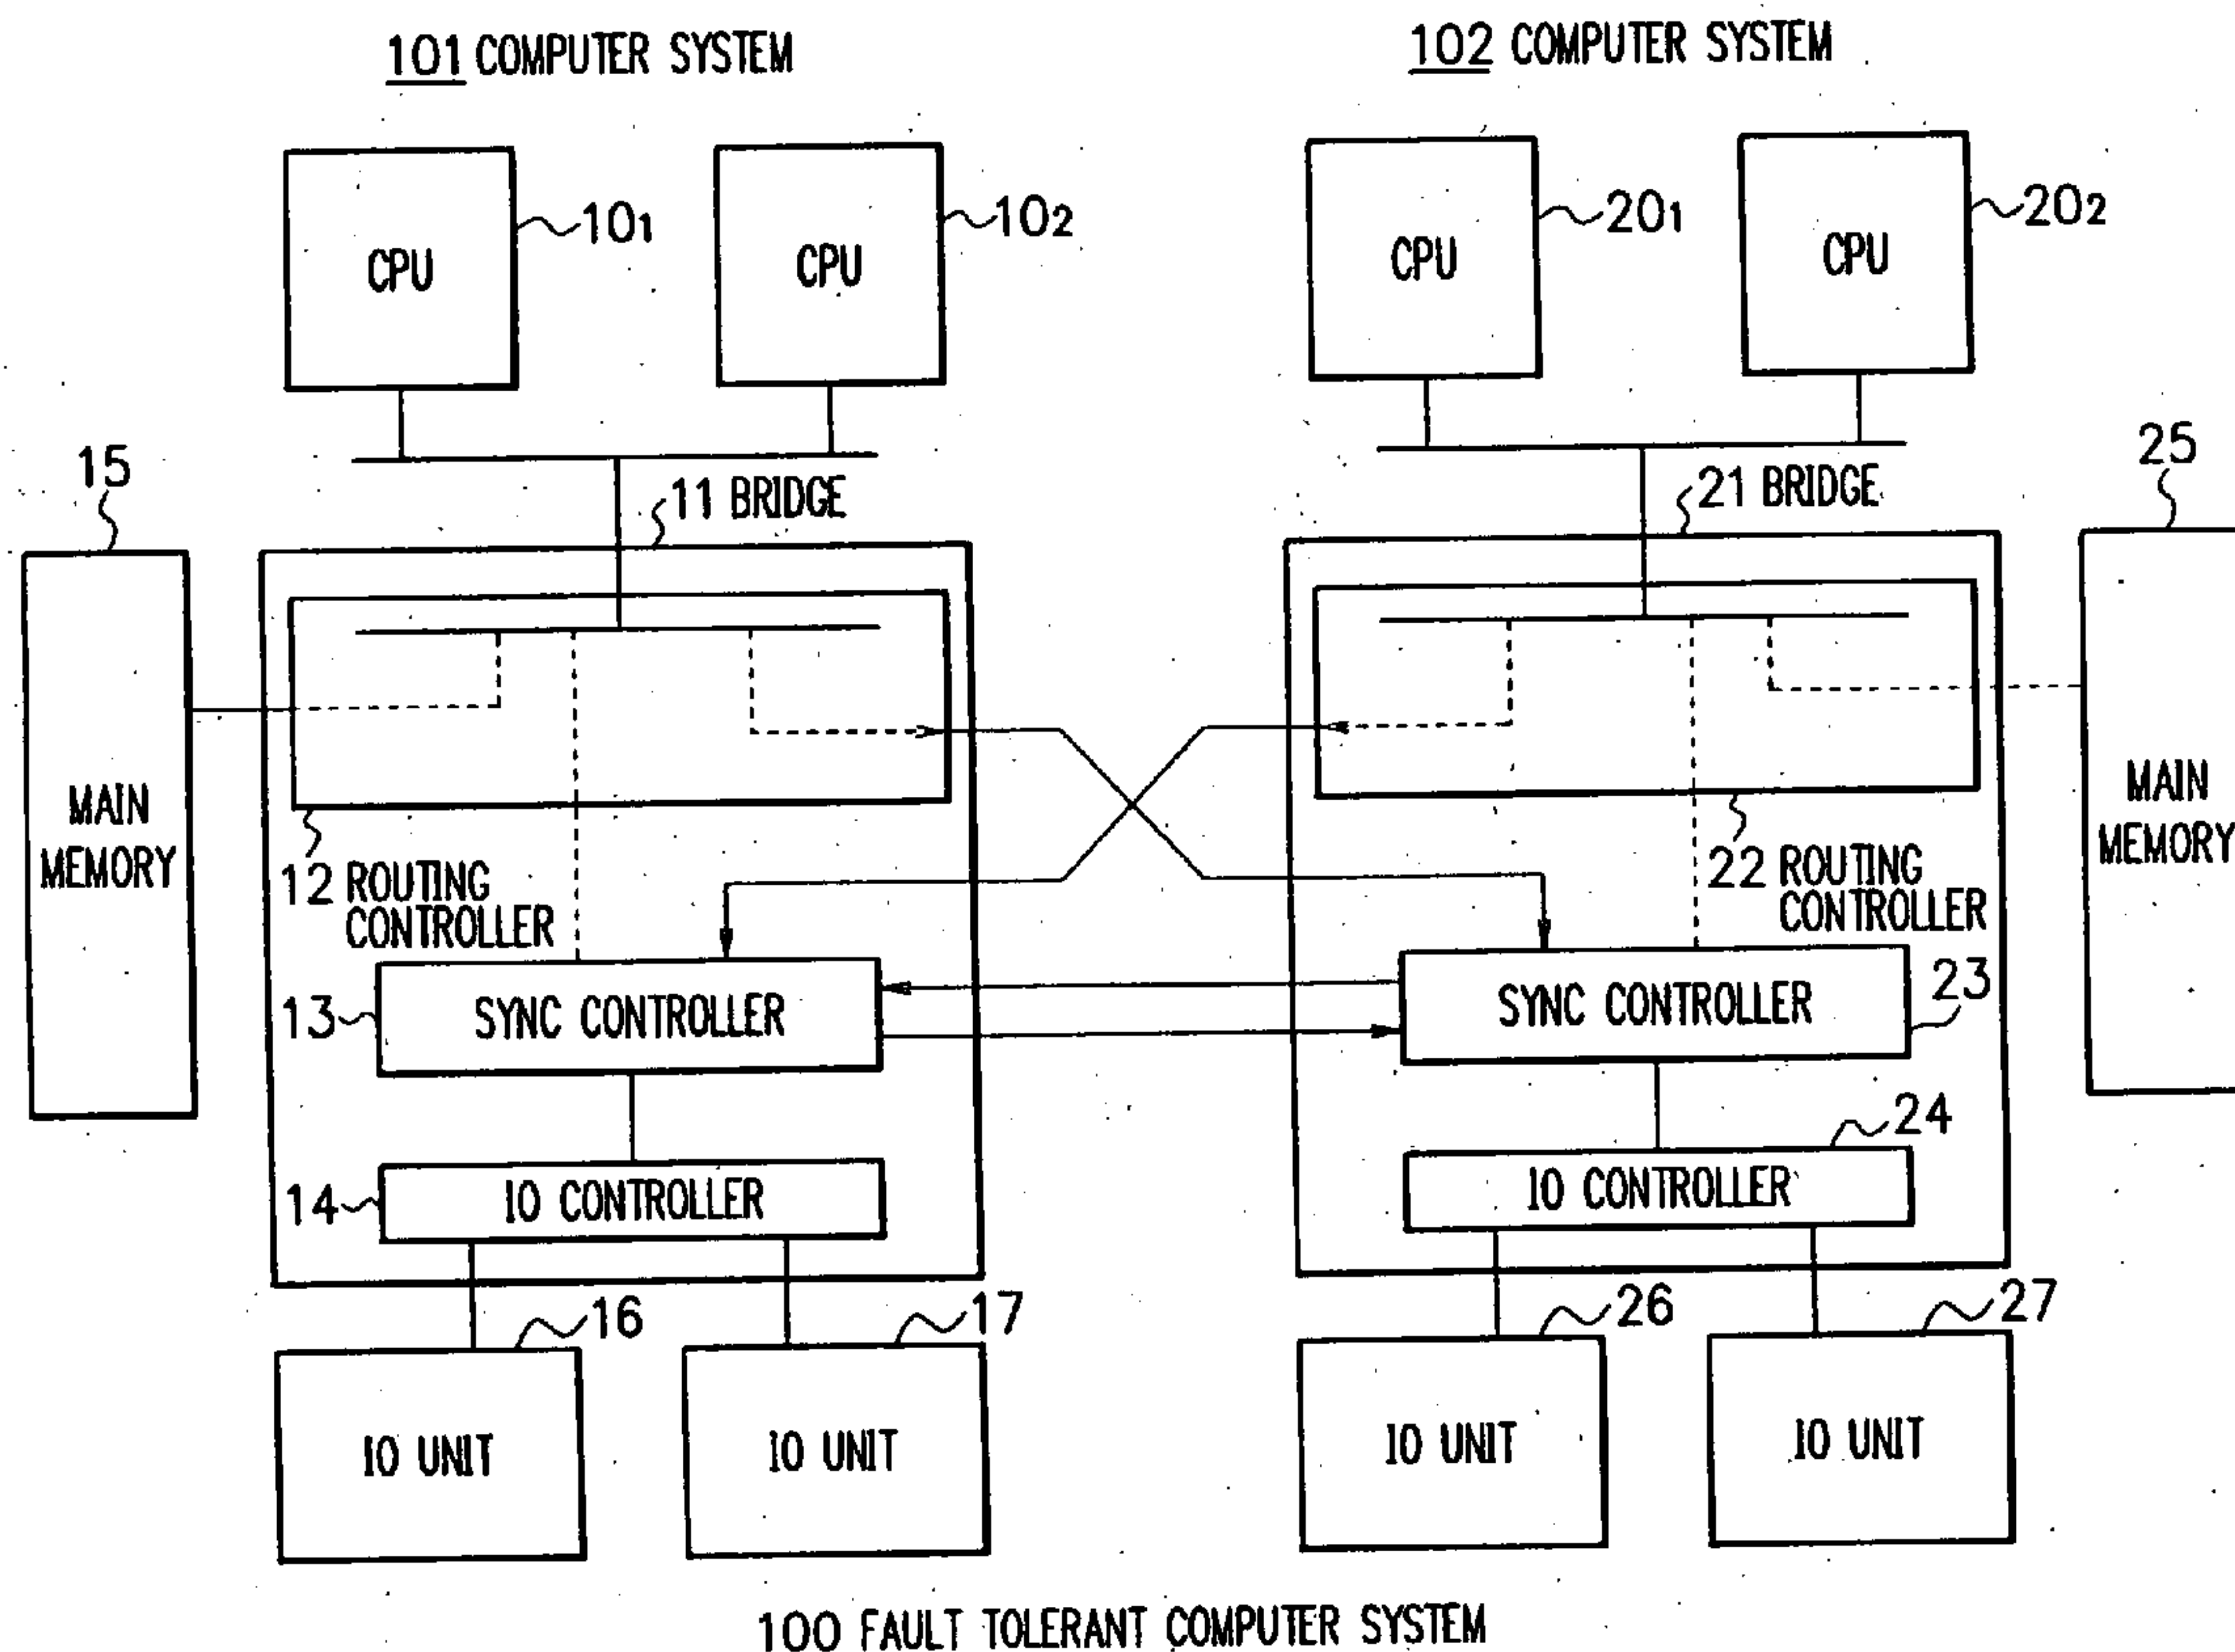 101 COMPUTER SYSTEM
102 COMPUTER SYSTEM
CPU
10₁
CPU
10₂
CPU
20₁
CPU
20₂
15
11 BRIDGE
21 BRIDGE
25
MAIN
MEMORY
12 ROUTING
CONTROLLER
22 ROUTING
CONTROLLER
MAIN
MEMORY
13
SYNC CONTROLLER
SYNC CONTROLLER
23
14
IO CONTROLLER
IO CONTROLLER
24
16
17
26
27
IO UNIT
IO UNIT
IO UNIT
IO UNIT
100 FAULT TOLERANT COMPUTER SYSTEM